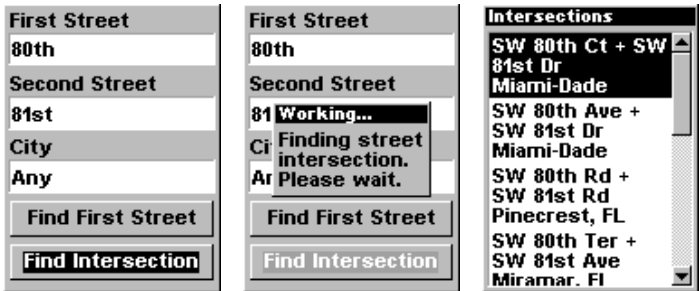 First Street
80th
Second Street
81st
City
Any
Find First Street
Find Intersection
First Street
80th
Second Street
81
Working...
Finding street
intersection.
Please wait.
Find First Street
Find Intersection
Intersections
SW 80th Ct + SW
81st Dr
Miami-Dade
SW 80th Ave +
SW 81st Dr
Miami-Dade
SW 80th Rd +
SW 81st Rd
Pinecrest, FL
SW 80th Ter +
SW 81st Ave
Miramar, FL